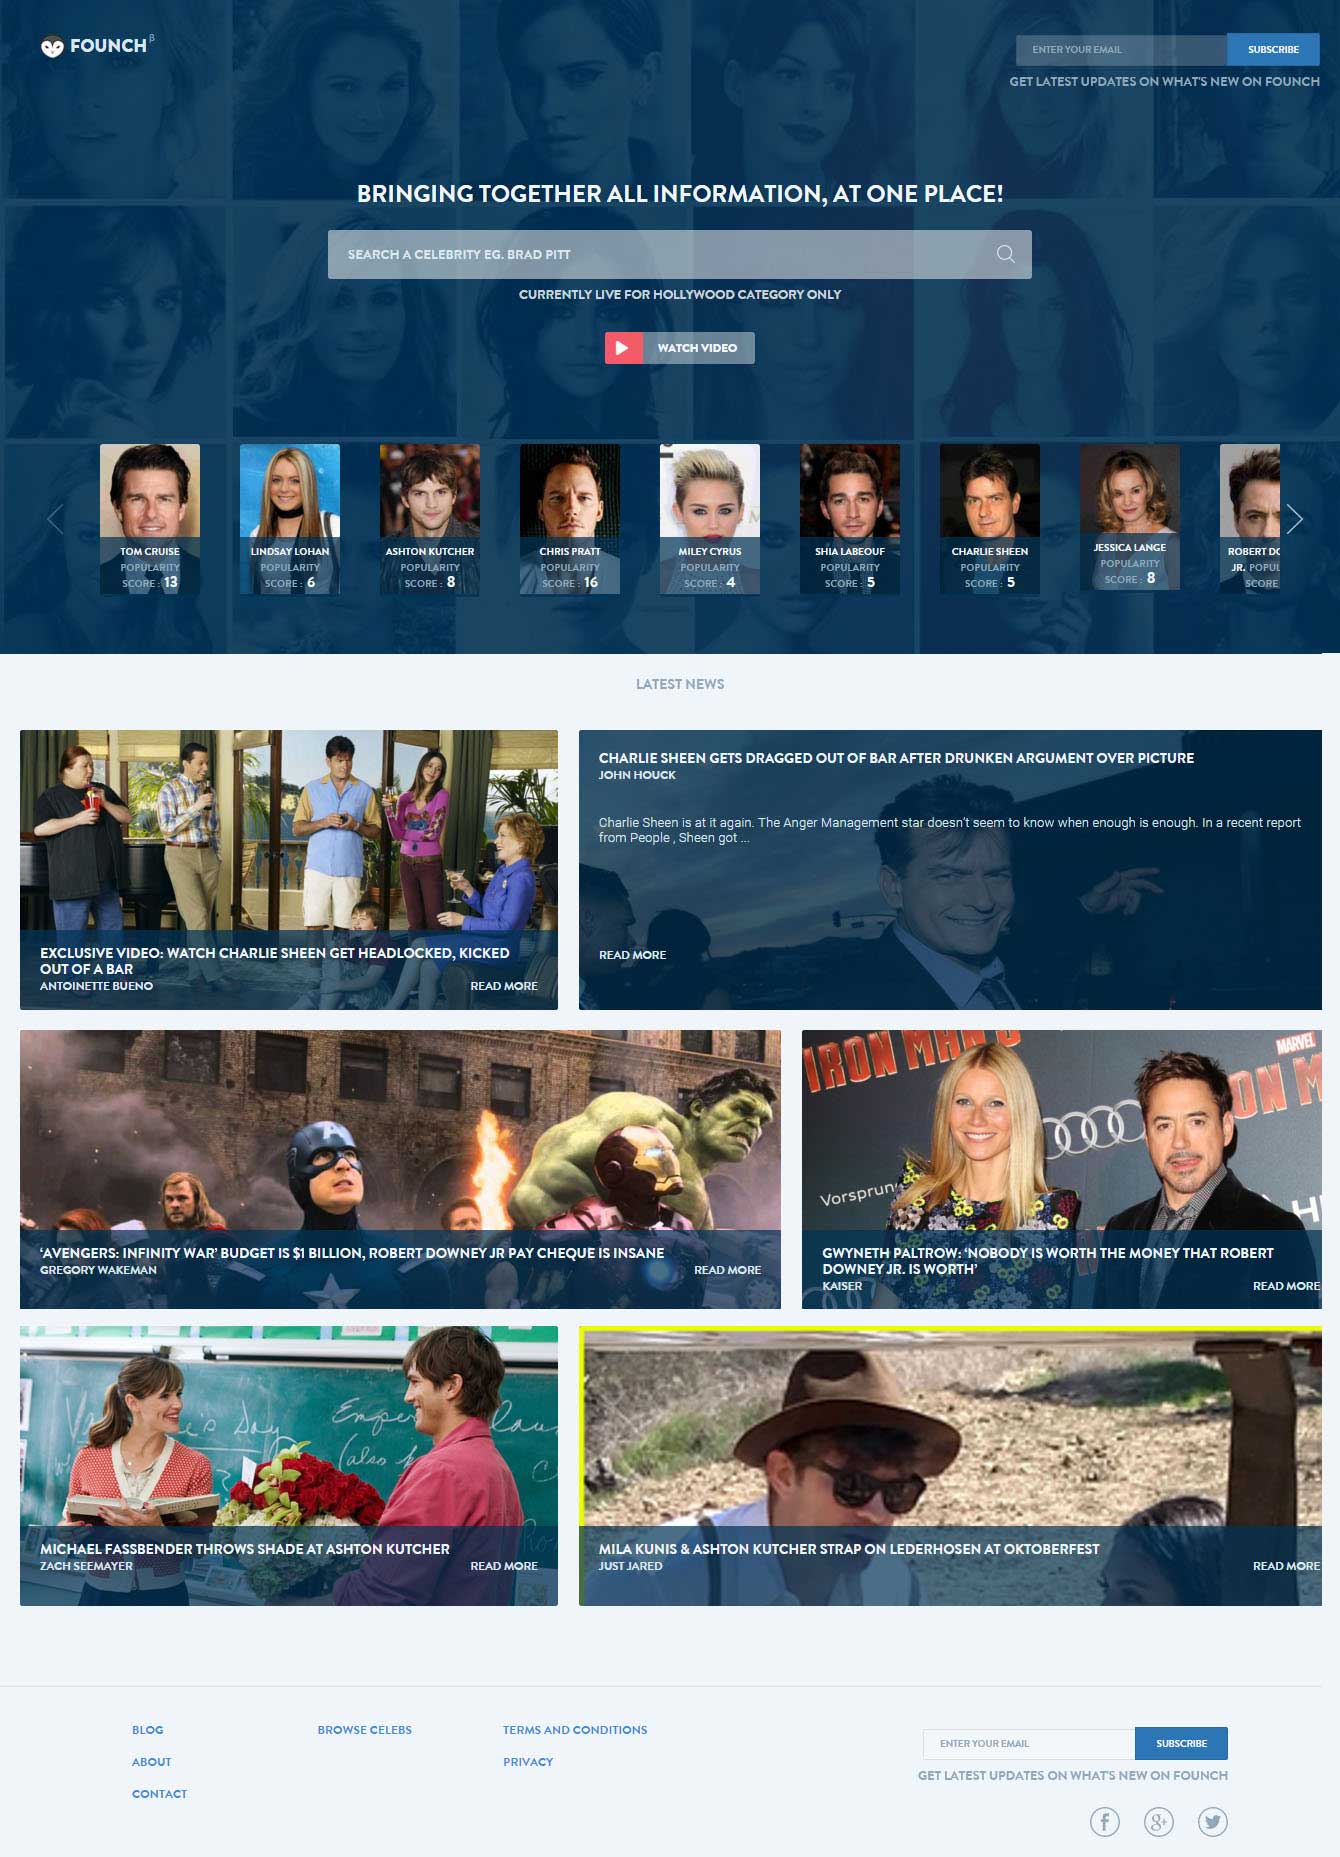 FOUNCH β
ENTER YOUR EMAIL
SUBSCRIBE
GET LATEST UPDATES ON WHAT'S NEW ON FOUNCH
BRINGING TOGETHER ALL INFORMATION, AT ONE PLACE!
SEARCH A CELEBRITY EG. BRAD PITT
CURRENTLY LIVE FOR HOLLYWOOD CATEGORY ONLY
WATCH VIDEO
TOM CRUISE
POPULARITY
SCORE : 13
LINDSAY LOHAN
POPULARITY
SCORE : 6
ASHTON KUTCHER
POPULARITY
SCORE : 8
CHRIS PRATT
POPULARITY
SCORE : 16
MILEY CYRUS
POPULARITY
SCORE : 4
SHIA LABEOUF
POPULARITY
SCORE : 5
CHARLIE SHEEN
POPULARITY
SCORE : 5
JESSICA LANGE
POPULARITY
SCORE : 8
ROBERT DO
JR. POPUL
SCORE
LATEST NEWS
EXCLUSIVE VIDEO: WATCH CHARLIE SHEEN GET HEADLOCKED, KICKED
OUT OF A BAR
ANTOINETTE BUENO
READ MORE
CHARLIE SHEEN GETS DRAGGED OUT OF BAR AFTER DRUNKEN ARGUMENT OVER PICTURE
JOHN HOUCK
Charlie Sheen is at it again. The Anger Management star doesn't seem to know when enough is enough. In a recent report
from People , Sheen got ...
READ MORE
'AVENGERS: INFINITY WAR' BUDGET IS $1 BILLION, ROBERT DOWNEY JR PAY CHEQUE IS INSANE
GREGORY WAKEMAN
READ MORE
IRON MAN 3
MARVEL
ON M
Vorsprun
GWYNETH PALTROW: 'NOBODY IS WORTH THE MONEY THAT ROBERT
DOWNEY JR. IS WORTH'
KAISER
READ MORE
MICHAEL FASSBENDER THROWS SHADE AT ASHTON KUTCHER
ZACH SEEMAYER
READ MORE
MILA KUNIS & ASHTON KUTCHER STRAP ON LEDERHOSEN AT OKTOBERFEST
JUST JARED
READ MORE
BLOG
ABOUT
CONTACT
BROWSE CELEBS
TERMS AND CONDITIONS
PRIVACY
ENTER YOUR EMAIL
SUBSCRIBE
GET LATEST UPDATES ON WHAT'S NEW ON FOUNCH